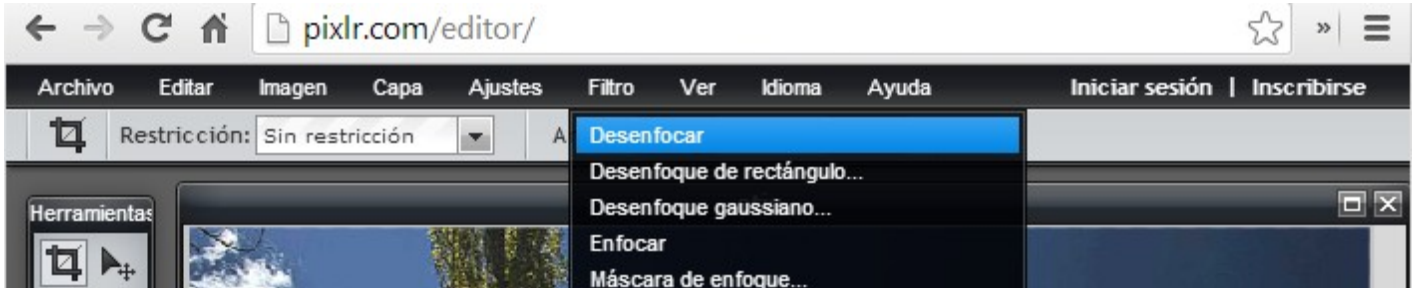 pixlr.com/editor/
Archivo Editar Imagen Capa Ajustes Filtro Ver Idioma Ayuda Iniciar sesión | Inscribirse
Restricción: Sin restricción A
Desenfocar
Desenfoque de rectángulo...
Desenfoque gaussiano...
Herramientas
Enfocar
Máscara de enfoque...